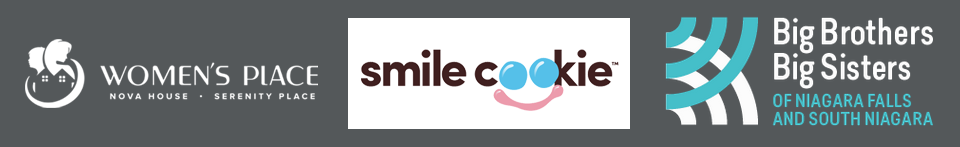 WOMEN'S PLACE
NOVA HOUSE · SERENITY PLACE
smile cookie™
Big Brothers
Big Sisters
OF NIAGARA FALLS
AND SOUTH NIAGARA